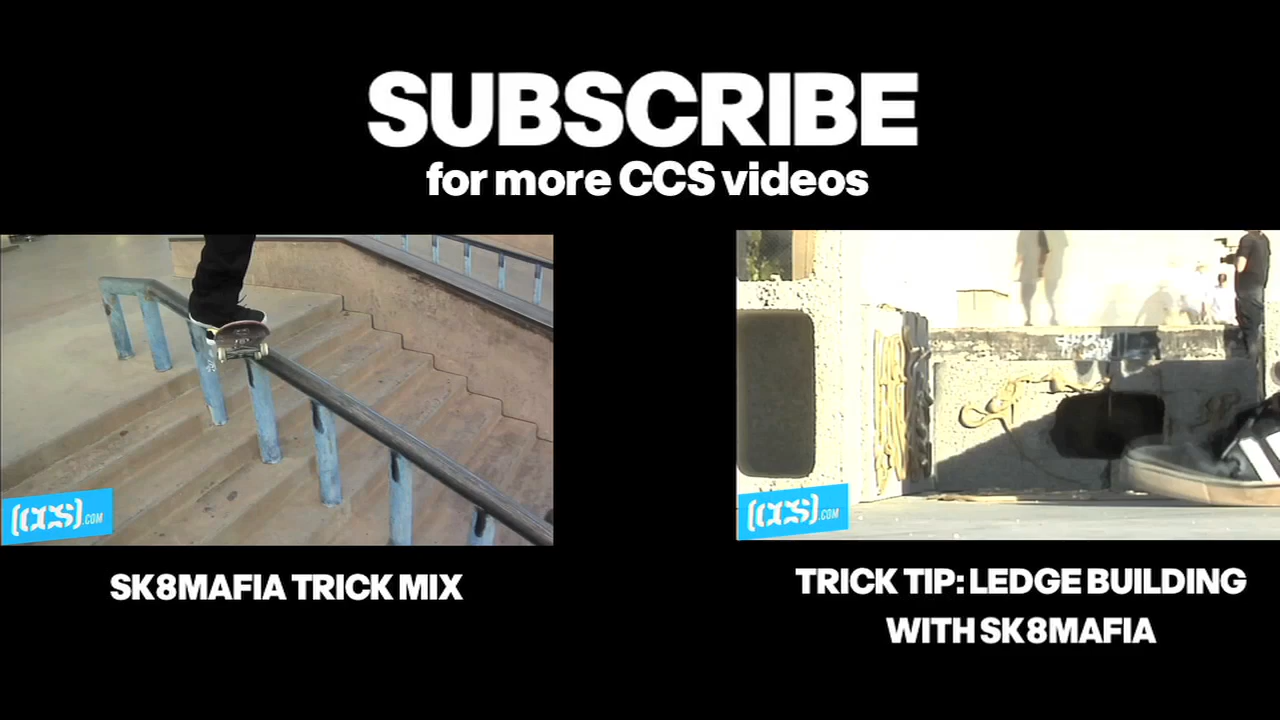 SUBSCRIBE
for more CCS videos
(CCS).COM
(CCS).COM
SK8MAFIA TRICK MIX
TRICK TIP: LEDGE BUILDING
WITH SK8MAFIA